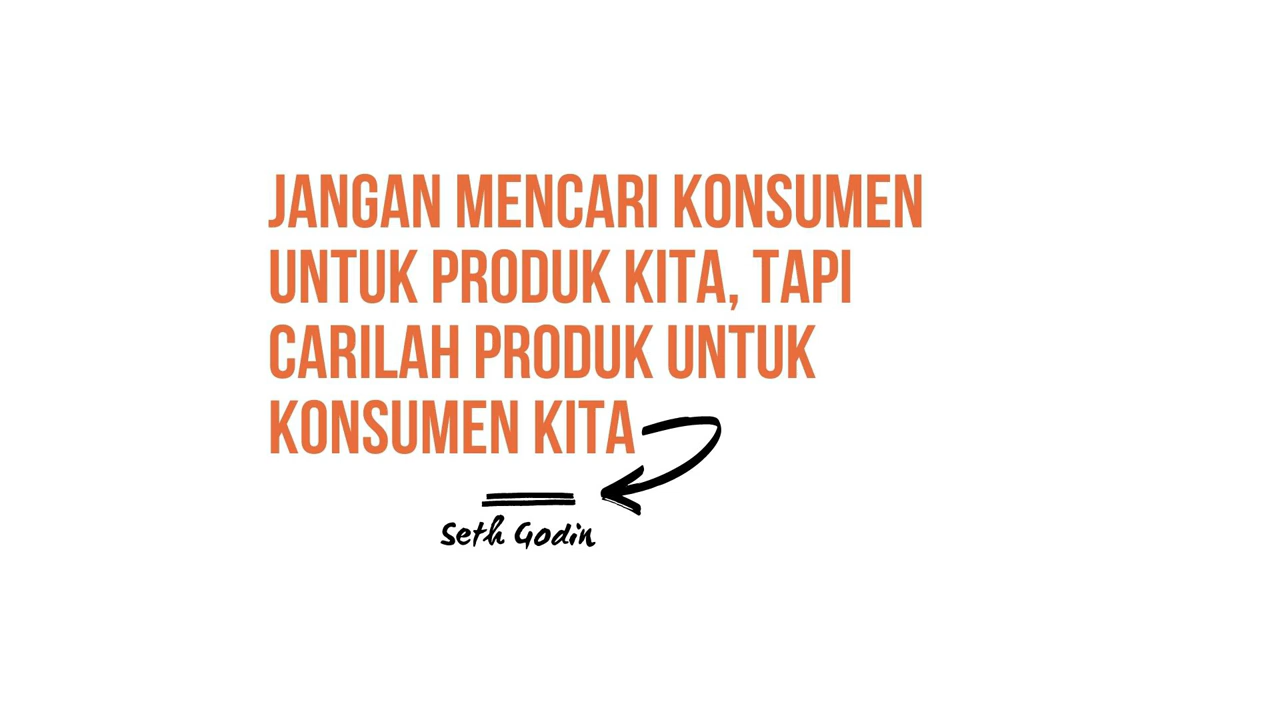 JANGAN MENCARI KONSUMEN
UNTUK PRODUK KITA, TAPI
CARILAH PRODUK UNTUK
KONSUMEN KITA
Seth Godin